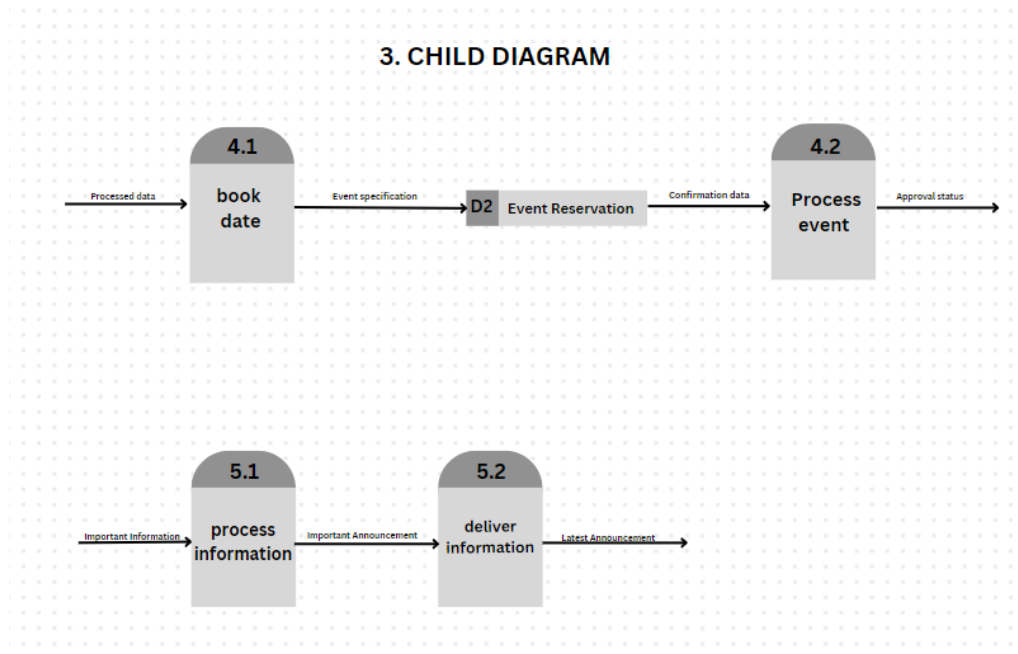 3. CHILD DIAGRAM
4.1
book
date
Processed data
Event specification
D2
Event Reservation
Confirmation data
4.2
Process
event
Approval status
5.1
process
information
Important Information
Important Announcement
5.2
deliver
information
Latest Announcement